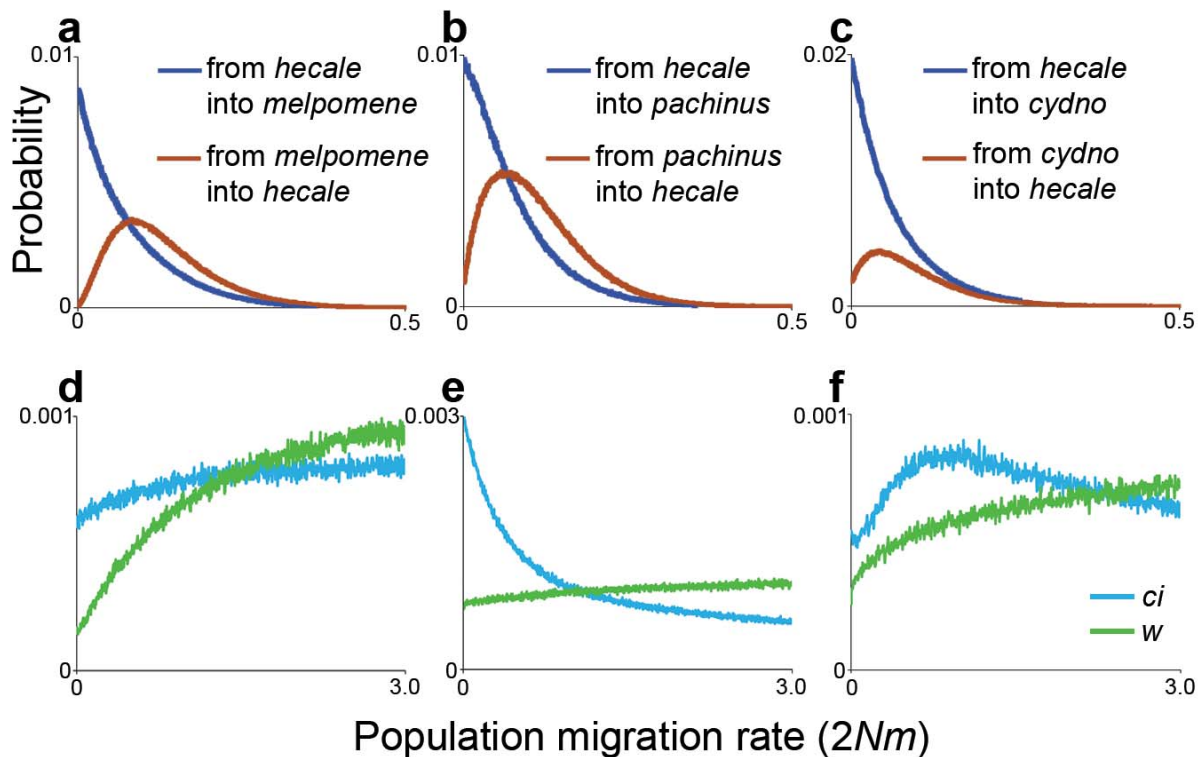 a
0.01
from hecale
into melpomene
from melpomene
into hecale
0
0
0.5
b
0.01
from hecale
into pachinus
from pachinus
into hecale
0
0.5
c
0.02
from hecale
into cydno
from cydno
into hecale
0
0
0.5
Probability
d
0.001
0
0
3.0
e
0.003
0
0
3.0
f
0.001
ci
w
0
0
3.0
Population migration rate (2Nm)